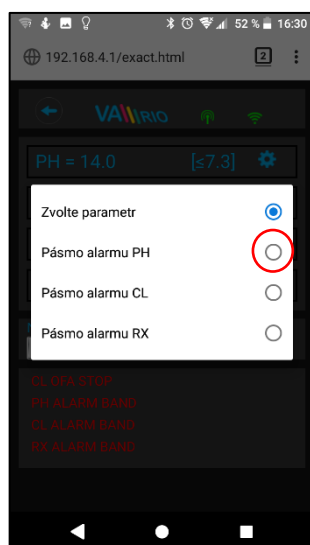 52 % 16:30
192.168.4.1/exact.html 2
VA RIO
PH = 14.0 [≤7.3]
Zvolte parametr
Pásmo alarmu PH
Pásmo alarmu CL
Pásmo alarmu RX
CL OFA STOP
PH ALARM BAND
CL ALARM BAND
RX ALARM BAND